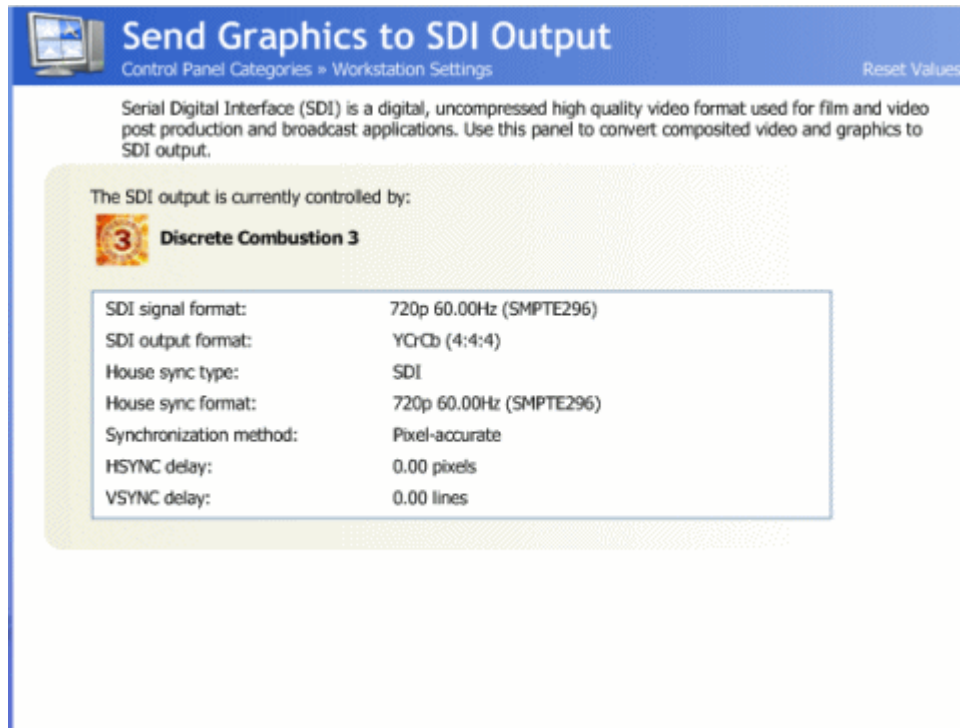 Send Graphics to SDI Output
Control Panel Categories » Workstation Settings
Reset Values
Serial Digital Interface (SDI) is a digital, uncompressed high quality video format used for film and video
post production and broadcast applications. Use this panel to convert composited video and graphics to
SDI output.
The SDI output is currently controlled by:
3
Discrete Combustion 3
SDI signal format: 720p 60.00Hz (SMPTE296)
SDI output format: YCrCb (4:4:4)
House sync type: SDI
House sync format: 720p 60.00Hz (SMPTE296)
Synchronization method: Pixel-accurate
HSYNC delay: 0.00 pixels
VSYNC delay: 0.00 lines